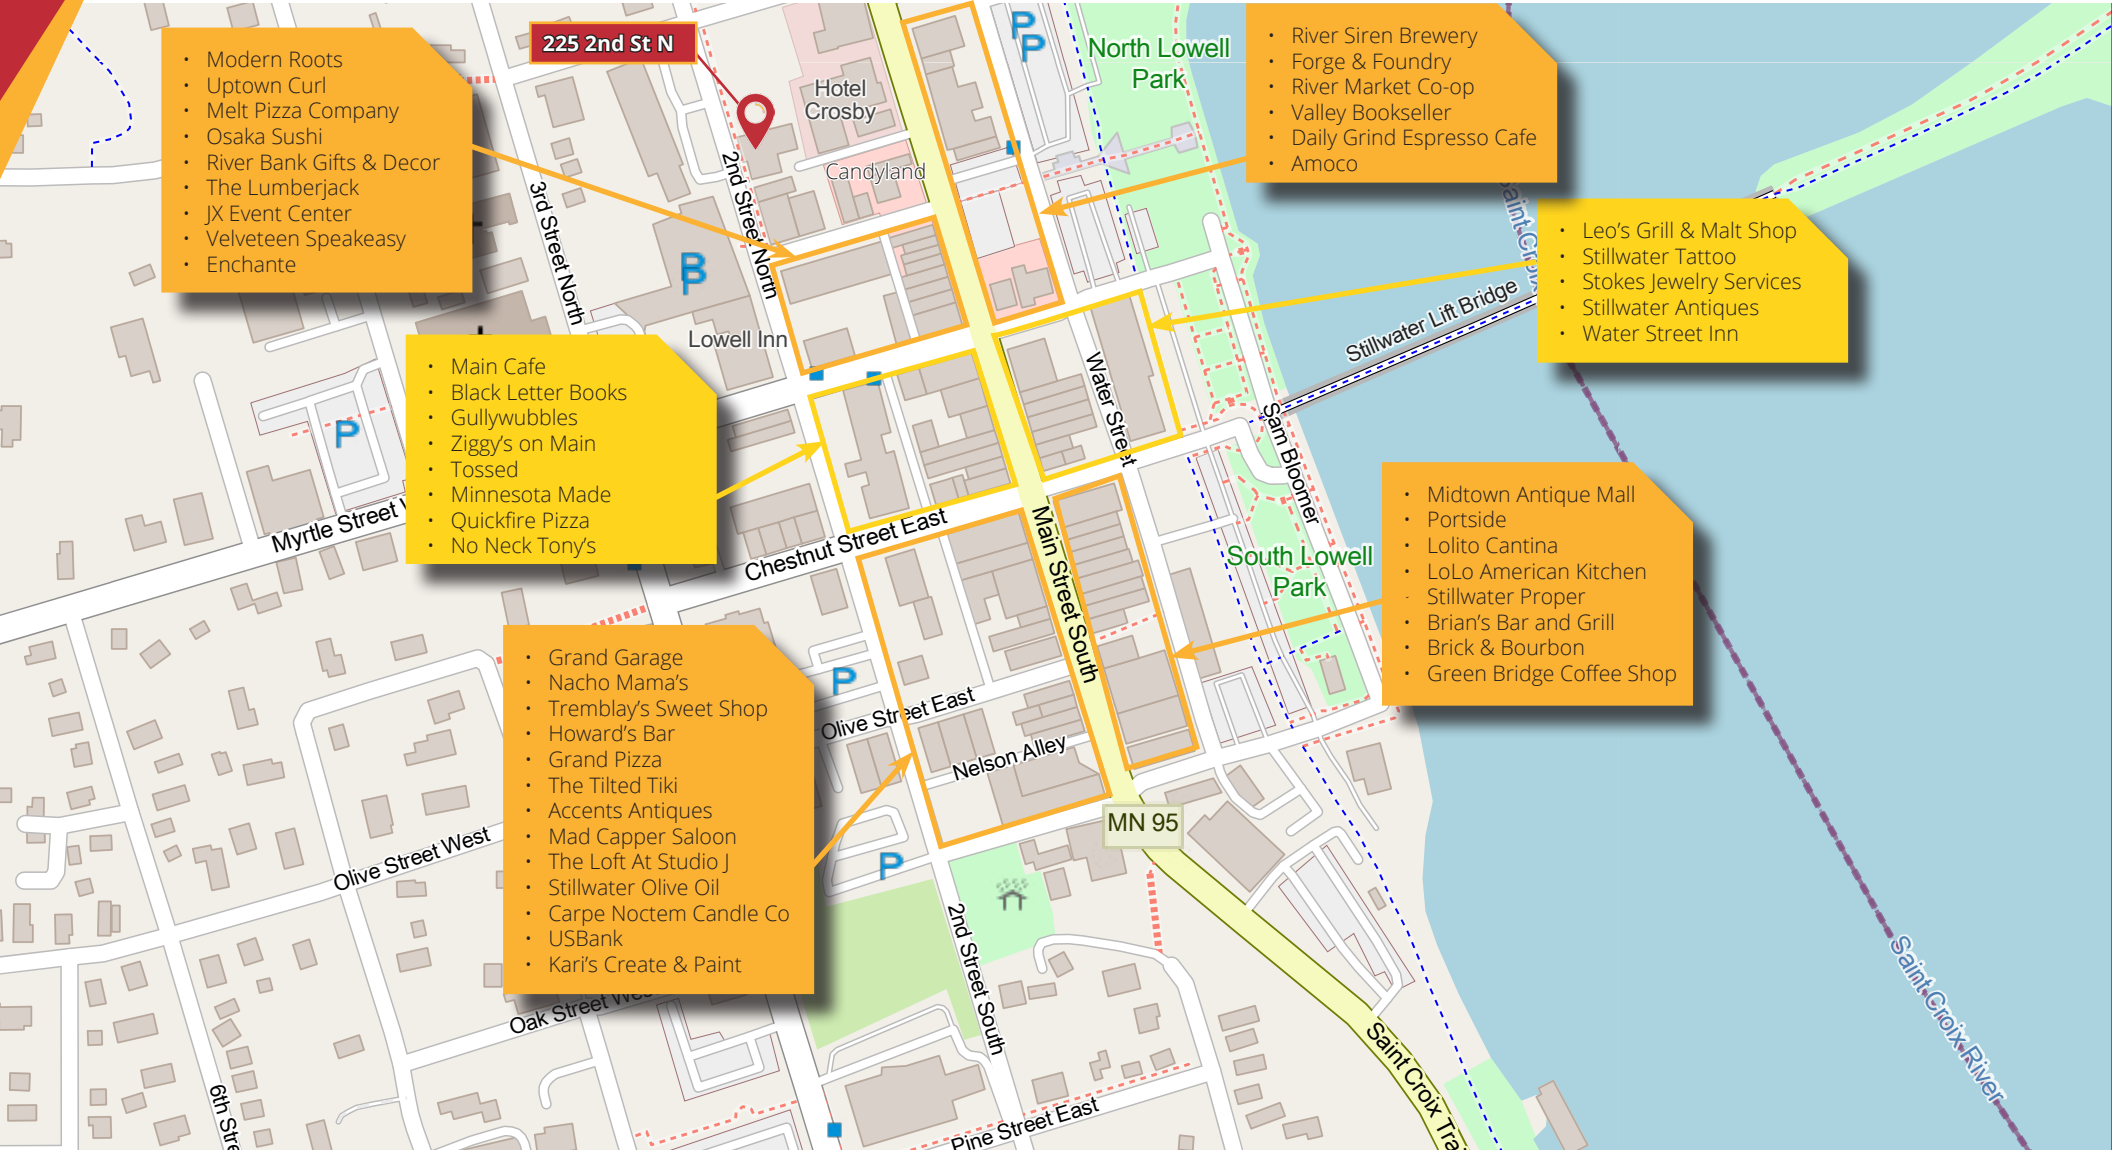 225 2nd St N
• Modern Roots
• Uptown Curl
• Melt Pizza Company
• Osaka Sushi
• River Bank Gifts & Decor
• The Lumberjack
• JX Event Center
• Velveteen Speakeasy
• Enchante
• River Siren Brewery
• Forge & Foundry
• River Market Co-op
• Valley Bookseller
• Daily Grind Espresso Cafe
• Amoco
• Leo's Grill & Malt Shop
• Stillwater Tattoo
• Stokes Jewelry Services
• Stillwater Antiques
• Water Street Inn
• Main Cafe
• Black Letter Books
• Gullywubbles
• Ziggy's on Main
• Tossed
• Minnesota Made
• Quickfire Pizza
• No Neck Tony's
• Midtown Antique Mall
• Portside
• Lolito Cantina
• LoLo American Kitchen
· Stillwater Proper
• Brian's Bar and Grill
• Brick & Bourbon
• Green Bridge Coffee Shop
• Grand Garage
• Nacho Mama's
• Tremblay's Sweet Shop
• Howard's Bar
• Grand Pizza
• The Tilted Tiki
• Accents Antiques
• Mad Capper Saloon
• The Loft At Studio J
• Stillwater Olive Oil
• Carpe Noctem Candle Co
• USBank
• Kari's Create & Paint
P
P
North Lowell
Park
Hotel
Crosby
Candyland
2nd Street North
3rd Street North
P
Lowell Inn
Water Street
Stillwater Lift Bridge
Saint Croix
Sam Bloomer
P
Myrtle Street
Chestnut Street East
Main Street South
South Lowell
Park
P
Olive Street East
Nelson Alley
MN 95
P
Olive Street West
2nd Street South
Oak Street West
6th Stre
Pine Street East
Saint Croix Trai
Saint Croix River